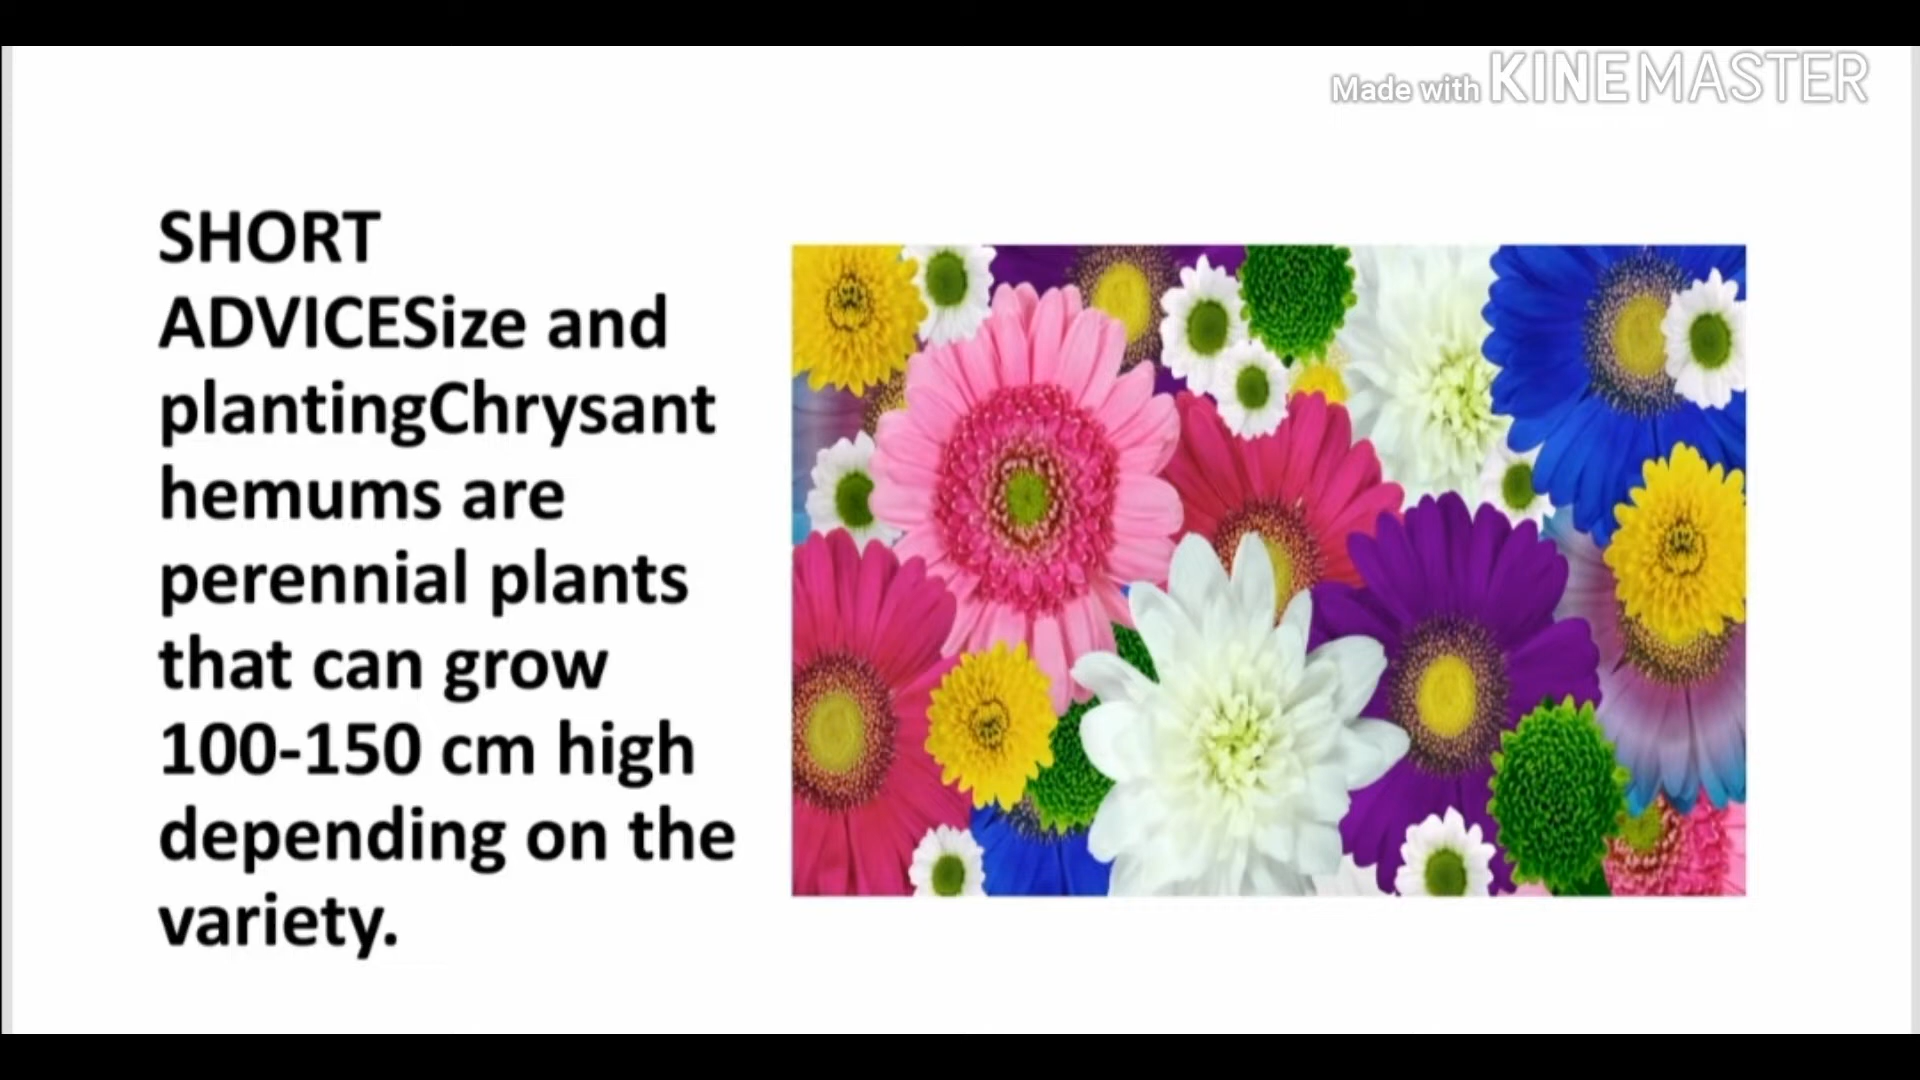 Made with KINEMASTER
SHORT
ADVICESize and
plantingChrysant
hemums are
perennial plants
that can grow
100-150 cm high
depending on the
variety.